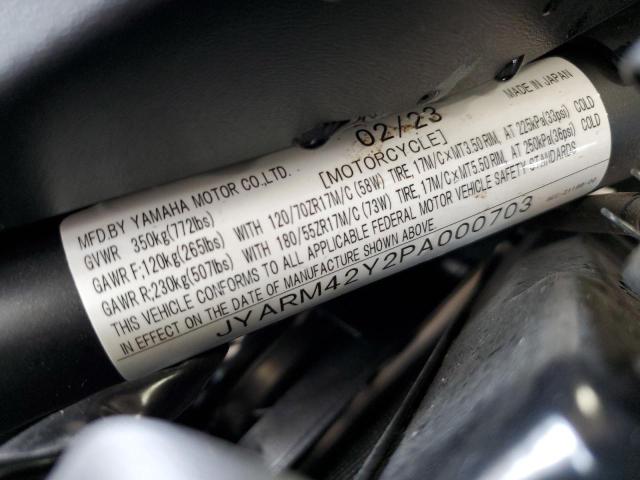 MFD.BY YAMAHA MOTOR CO.,LTD. 02/23 MADE IN JAPAN
GVWR 350kg(772lbs) [MOTORCYCLE]
GAWR F;120kg(265lbs) WITH 120/70ZR17M/C (58W) TIRE, 17M/C×MT3.50 RIM, AT 225kPa(33psi) COLD
GAWR R;230kg(507lbs) WITH 180/55ZR17M/C (73W) TIRE, 17M/C×MT5.50 RIM, AT 250kPa(36psi) COLD
THIS VEHICLE CONFORMS TO ALL APPLICABLE FEDERAL MOTOR VEHICLE SAFETY STANDARDS
IN EFFECT ON THE DATE OF MANUFACTURE SHOWN ABOVE.
JYARM42Y2PA000703